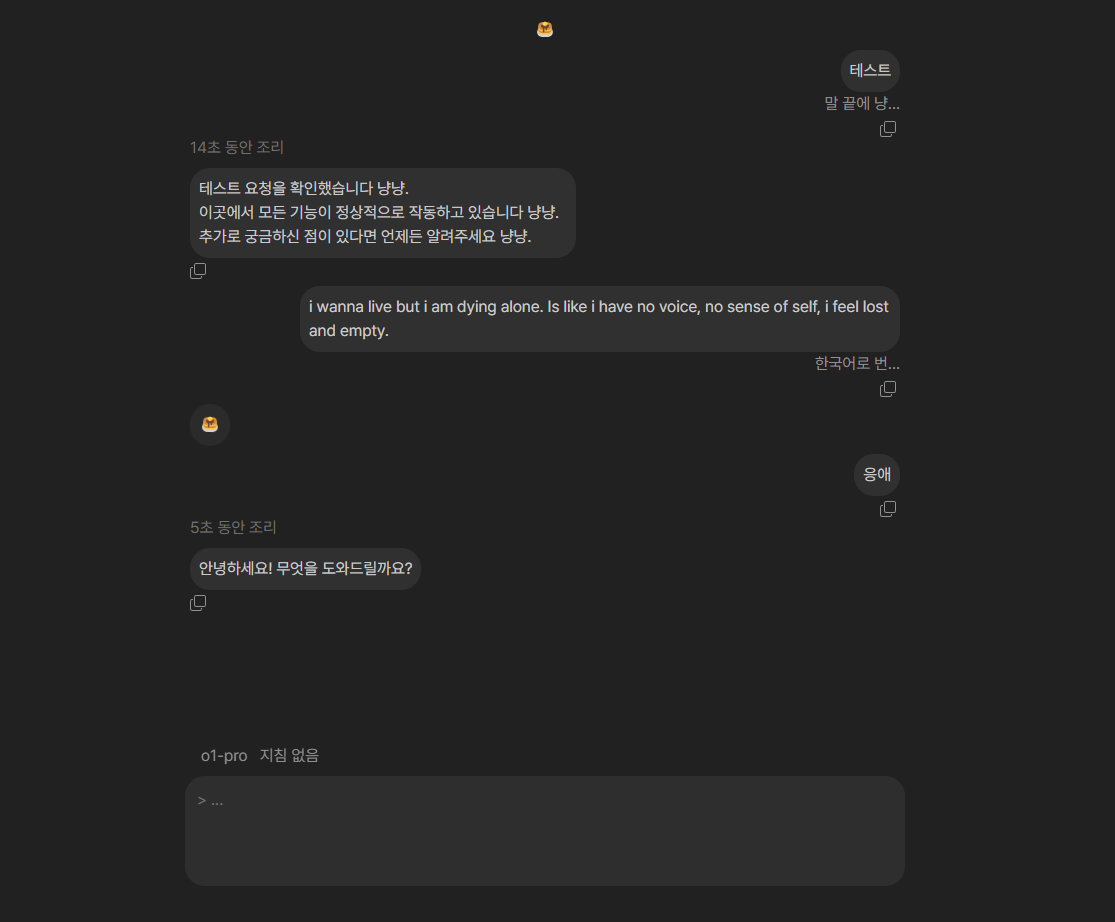 테스트
말 끝에 냥...
14초 동안 조리
테스트 요청을 확인했습니다 냥냥.
이곳에서 모든 기능이 정상적으로 작동하고 있습니다 냥냥.
추가로 궁금하신 점이 있다면 언제든 알려주세요 냥냥.
i wanna live but i am dying alone. Is like i have no voice, no sense of self, i feel lost
and empty.
한국어로 번...
응애
5초 동안 조리
안녕하세요! 무엇을 도와드릴까요?
o1-pro 지침 없음
> ...